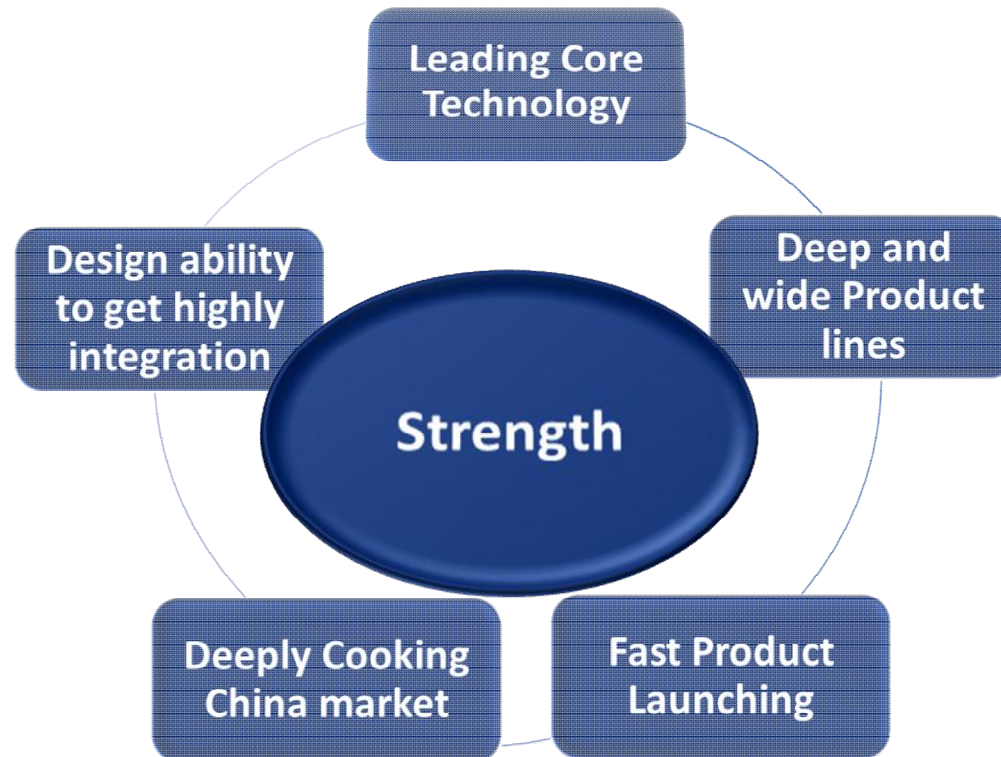 Leading Core
Technology
Design ability
to get highly
integration
Deep and
wide Product
lines
Strength
Deeply Cooking
China market
Fast Product
Launching